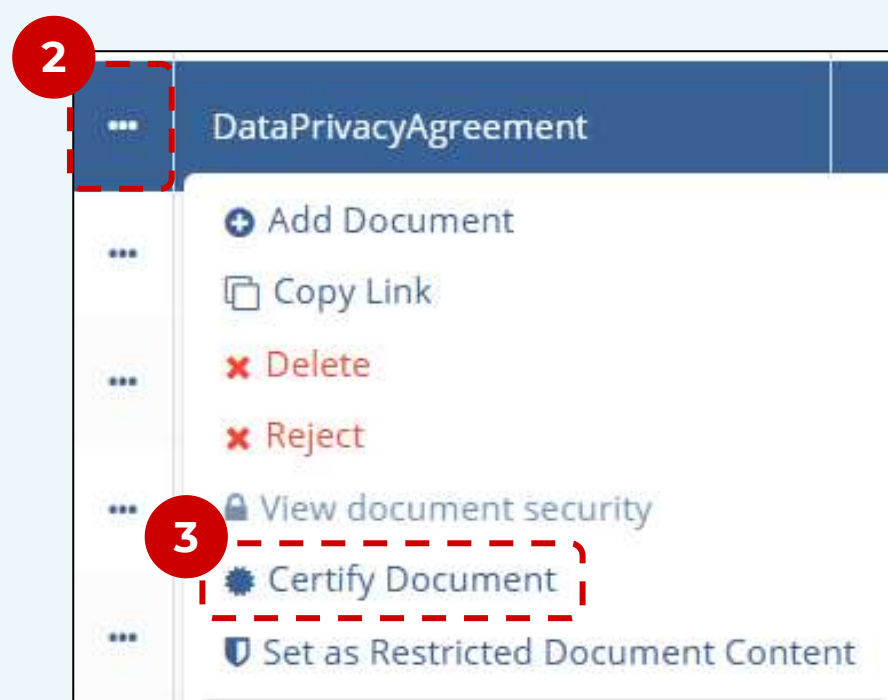 2
DataPrivacyAgreement
Add Document
Copy Link
Delete
Reject
View document security
3
Certify Document
Set as Restricted Document Content